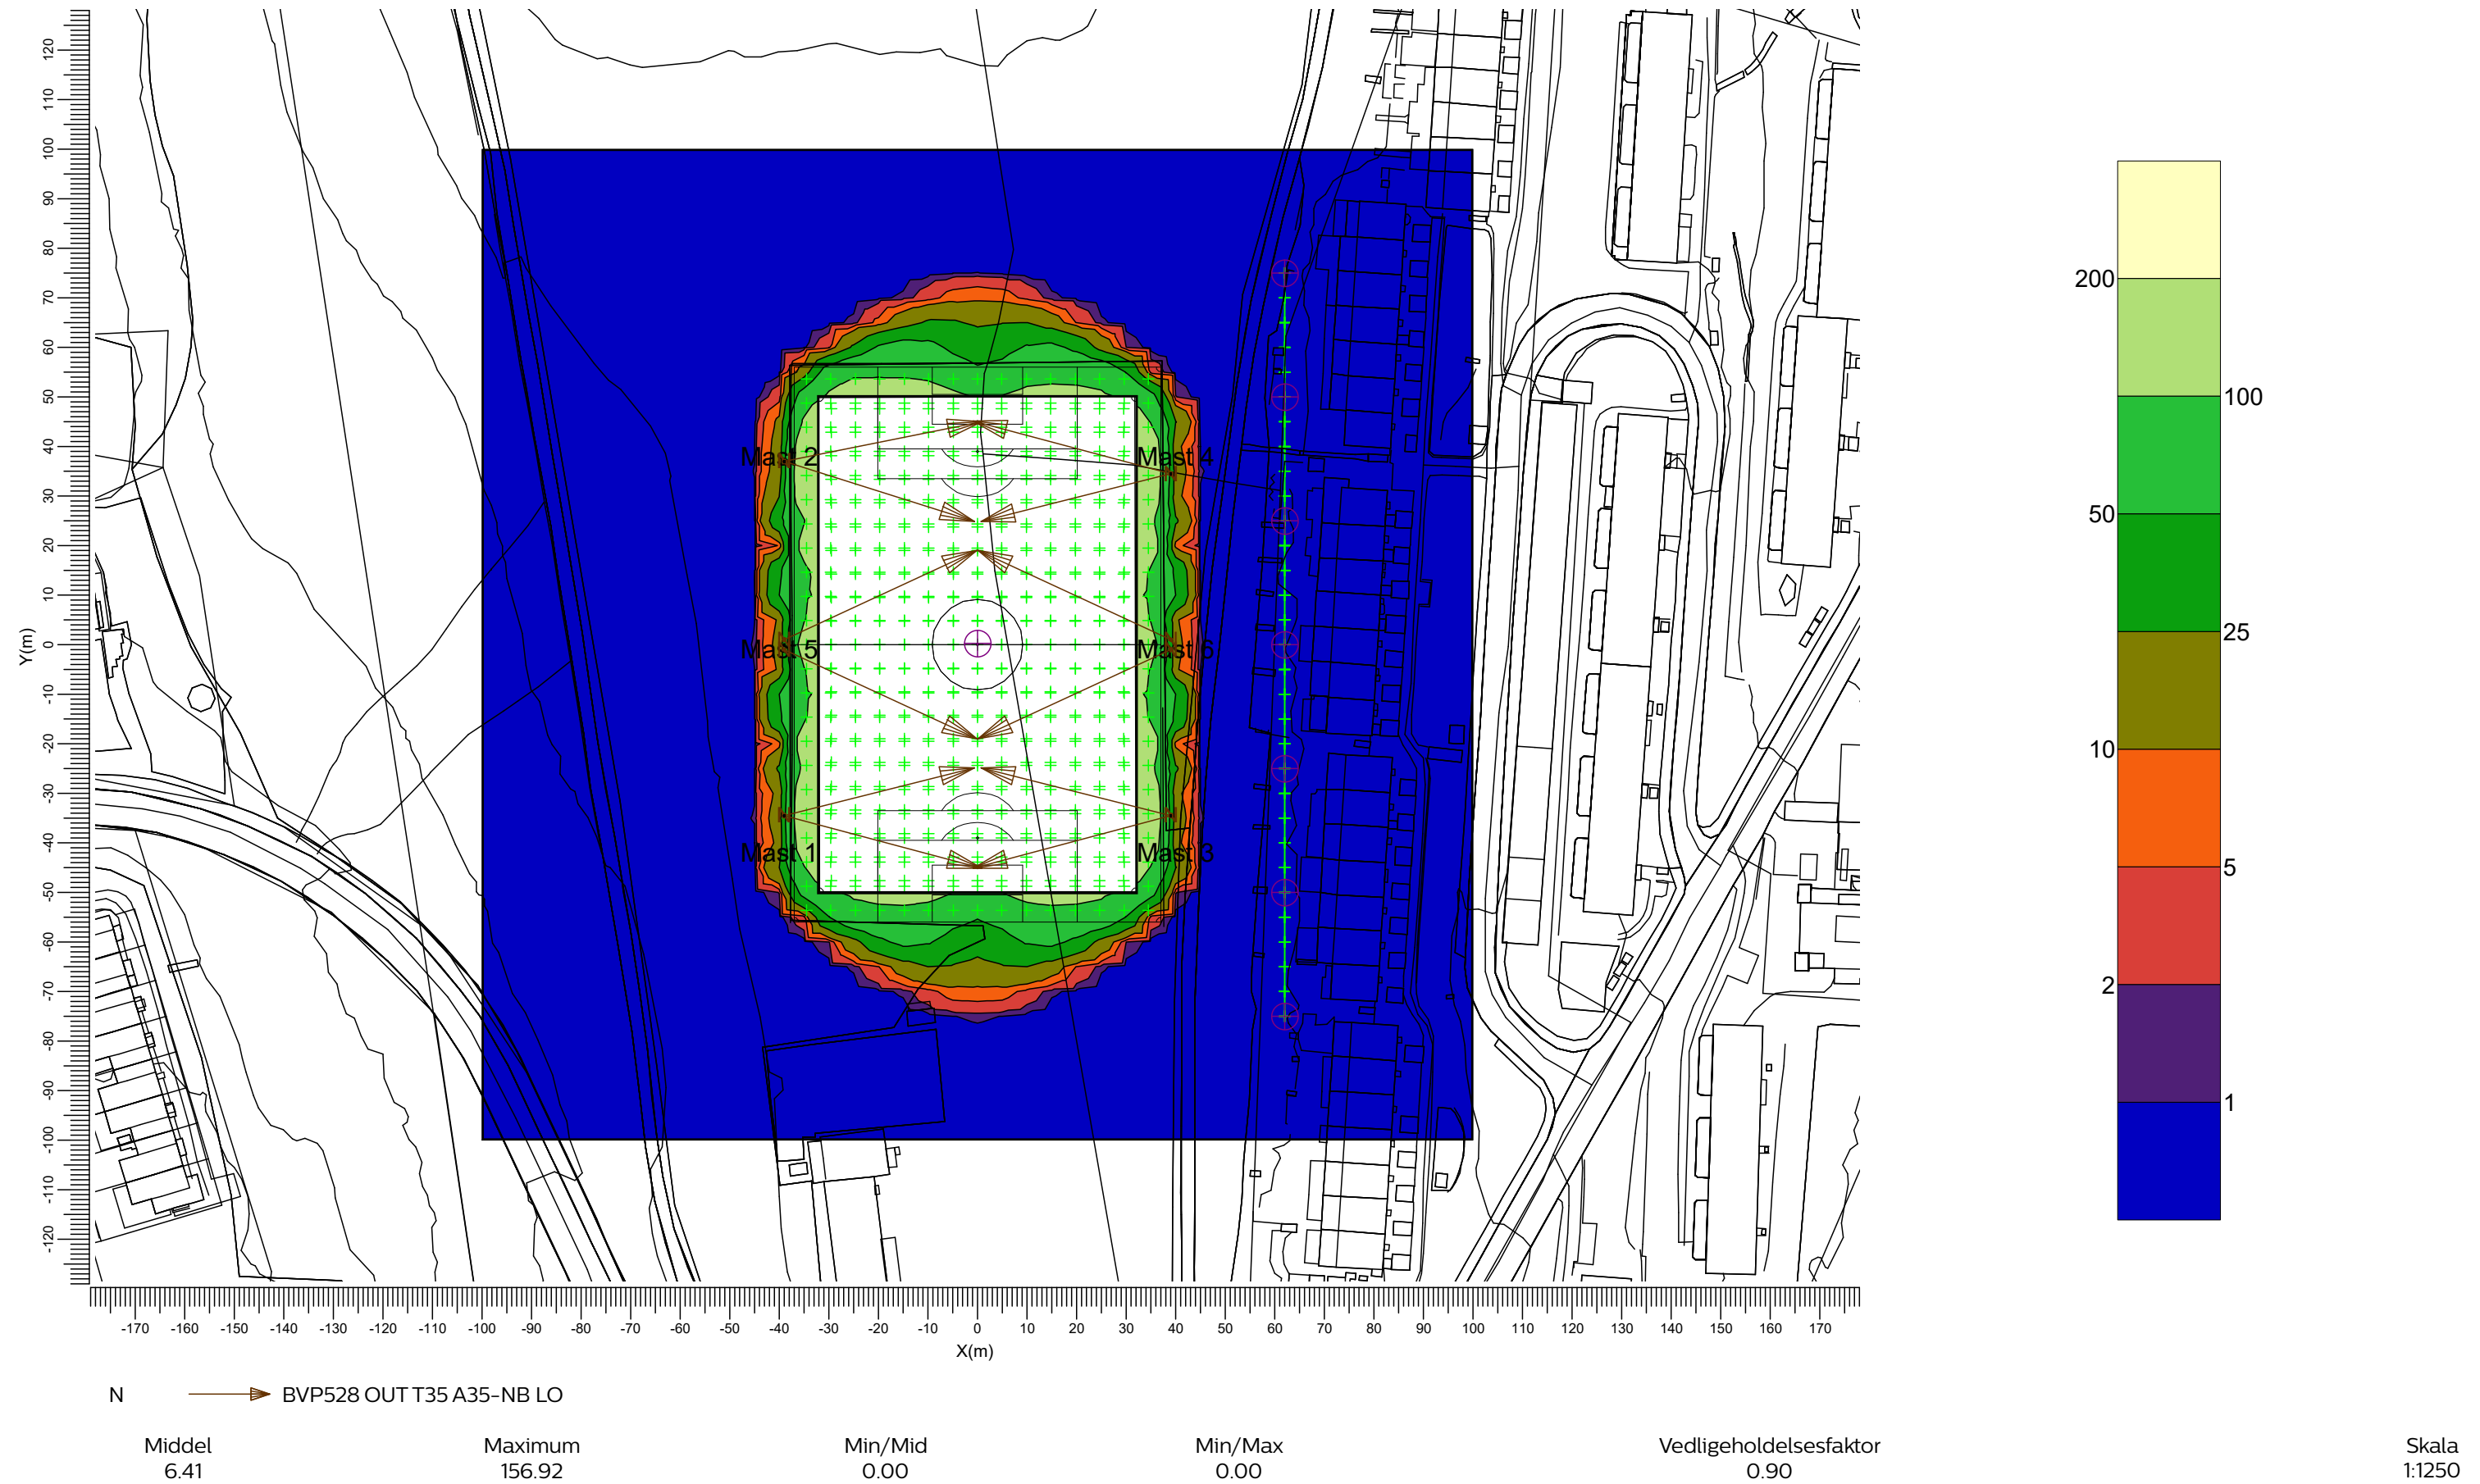 120
110
100
90
80
70
60
50
40
30
20
10
0
-10
-20
-30
-40
-50
-60
-70
-80
-90
-100
-110
-120
Y(m)
Mast 2
Mast 4
Mast 5
Mast 6
Mast 1
Mast 3
200
100
50
25
10
5
2
1
-170 -160 -150 -140 -130 -120 -110 -100 -90 -80 -70 -60 -50 -40 -30 -20 -10 0 10 20 30 40 50 60 70 80 90 100 110 120 130 140 150 160 170
X(m)
N BVP528 OUT T35 A35-NB LO
Middel Maximum Min/Mid Min/Max Vedligeholdelsesfaktor Skala
6.41 156.92 0.00 0.00 0.90 1:1250